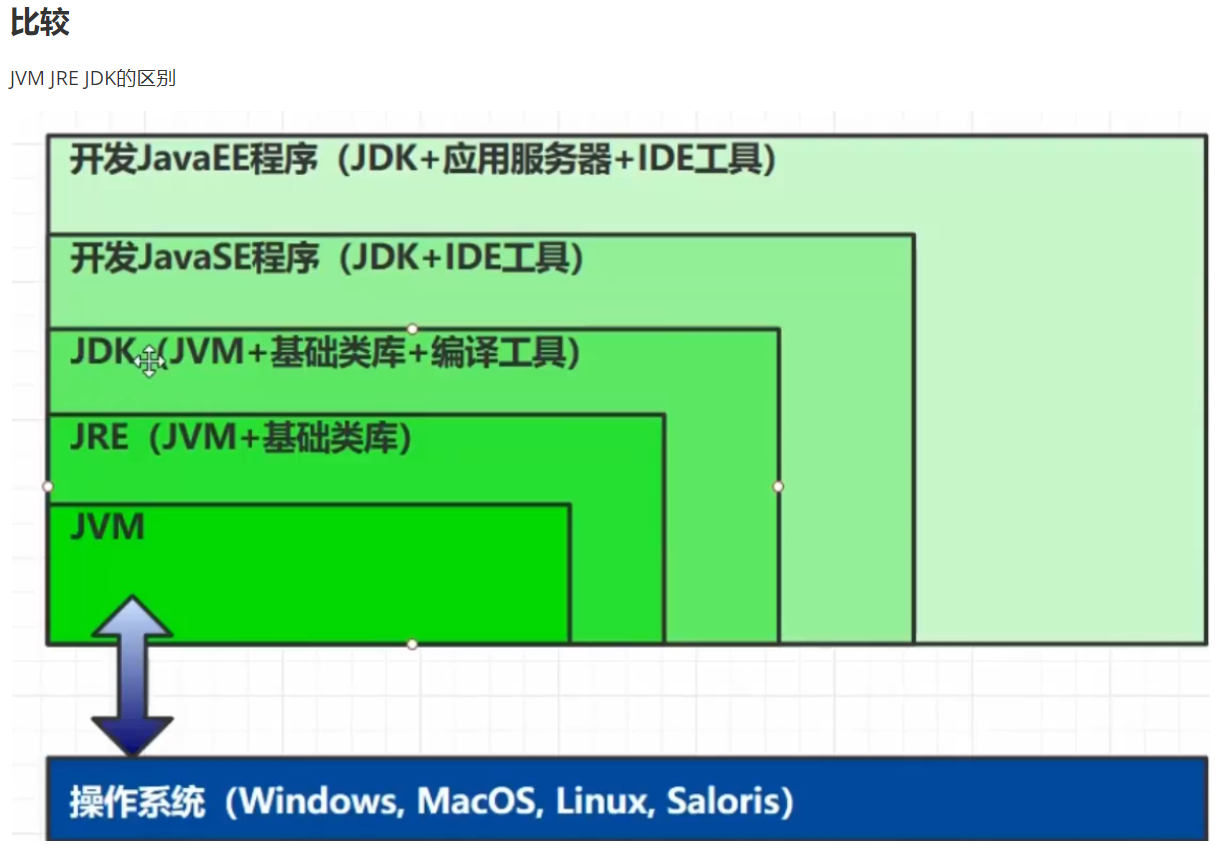 比较
JVM JRE JDK的区别
开发JavaEE程序（JDK+应用服务器+IDE工具）
开发JavaSE程序（JDK+IDE工具）
JDK（JVM+基础类库+编译工具）
JRE（JVM+基础类库）
JVM
操作系统（Windows, MacOS, Linux, Saloris）